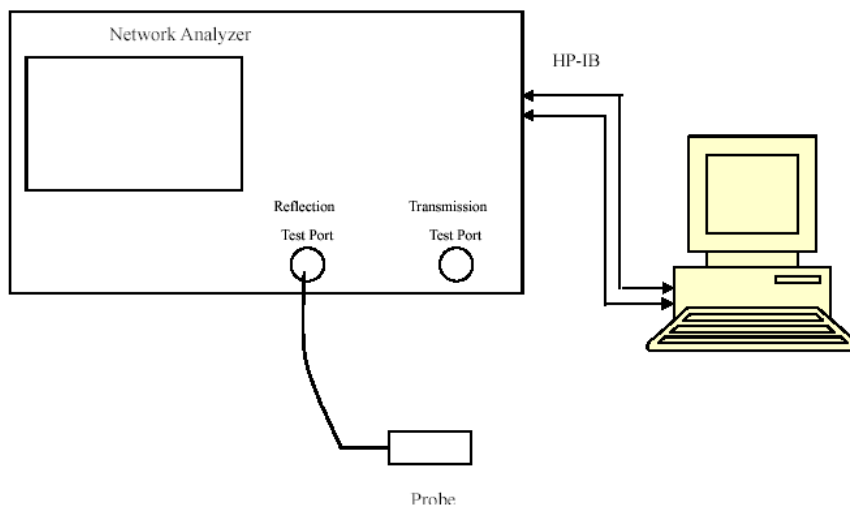 Network Analyzer
HP-IB
Reflection
Test Port
Transmission
Test Port
Probe